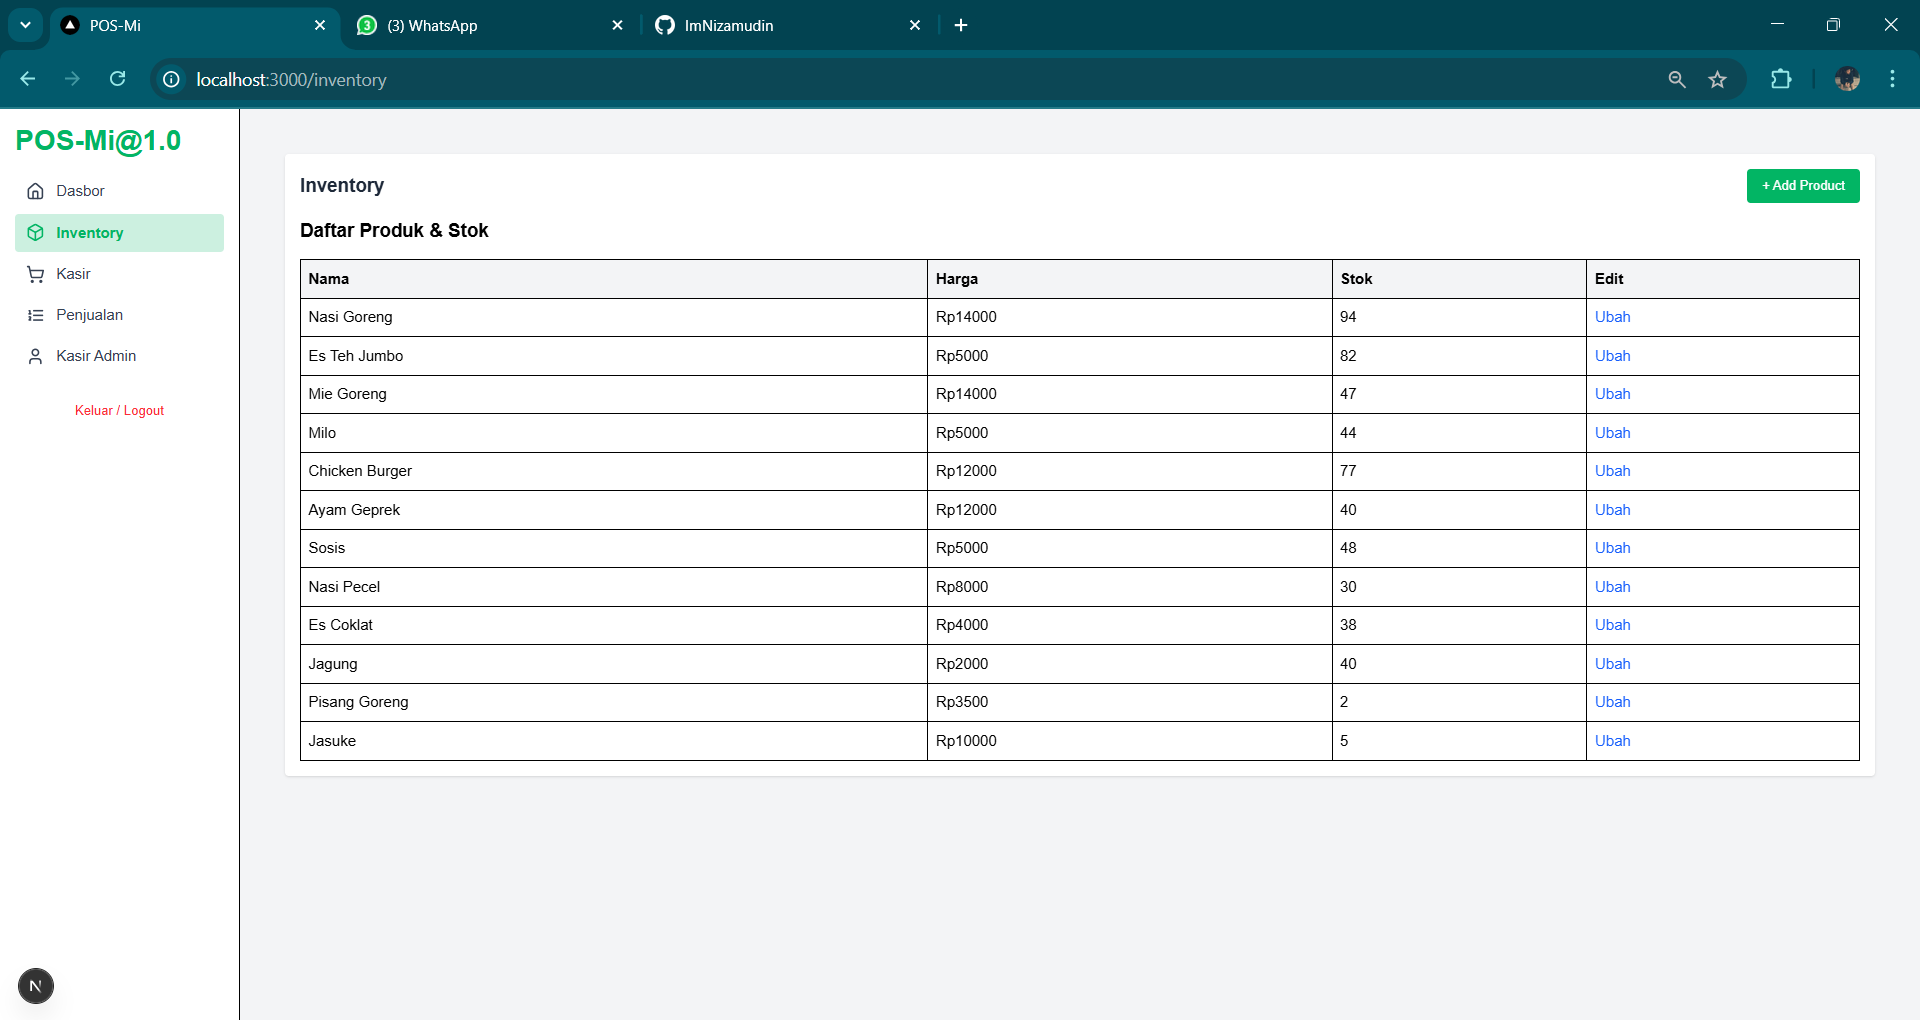 POS-Mi
3
(3) WhatsApp
ImNizamudin
localhost:3000/inventory
POS-Mi@1.0
Dasbor
Inventory
Kasir
Penjualan
Kasir Admin
Keluar / Logout
Inventory
+ Add Product
Daftar Produk & Stok
Nama Harga Stok Edit
Nasi Goreng Rp14000 94 Ubah
Es Teh Jumbo Rp5000 82 Ubah
Mie Goreng Rp14000 47 Ubah
Milo Rp5000 44 Ubah
Chicken Burger Rp12000 77 Ubah
Ayam Geprek Rp12000 40 Ubah
Sosis Rp5000 48 Ubah
Nasi Pecel Rp8000 30 Ubah
Es Coklat Rp4000 38 Ubah
Jagung Rp2000 40 Ubah
Pisang Goreng Rp3500 2 Ubah
Jasuke Rp10000 5 Ubah
N